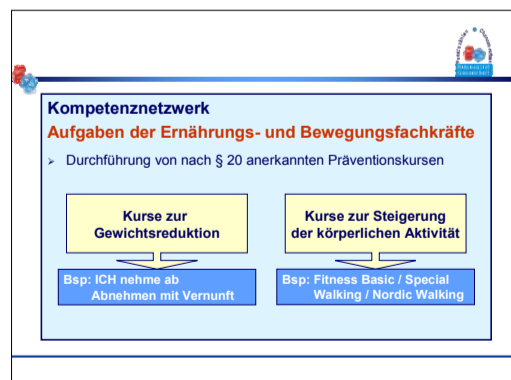 Kompetenznetzwerk
Aufgaben der Ernährungs- und Bewegungsfachkräfte
➢ Durchführung von nach § 20 anerkannten Präventionskursen
Kurse zur
Gewichtsreduktion
Bsp: ICH nehme ab
Abnehmen mit Vernunft
Kurse zur Steigerung
der körperlichen Aktivität
Bsp: Fitness Basic / Special
Walking / Nordic Walking